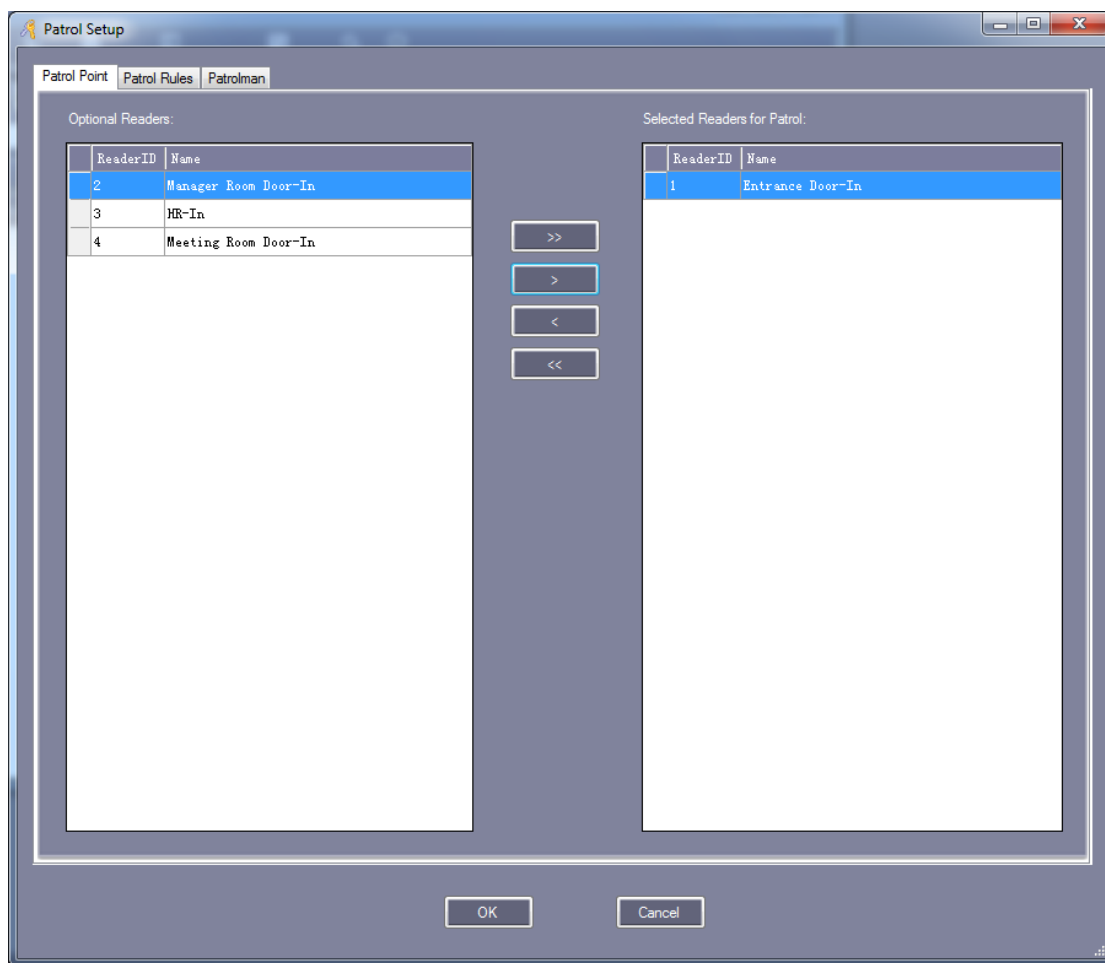 Patrol Setup
Patrol Point Patrol Rules Patrolman
Optional Readers:
Selected Readers for Patrol:
ReaderID Name
2 Manager Room Door-In
3 HR-In
4 Meeting Room Door-In
>>
>
<
<<
ReaderID Name
1 Entrance Door-In
OK
Cancel